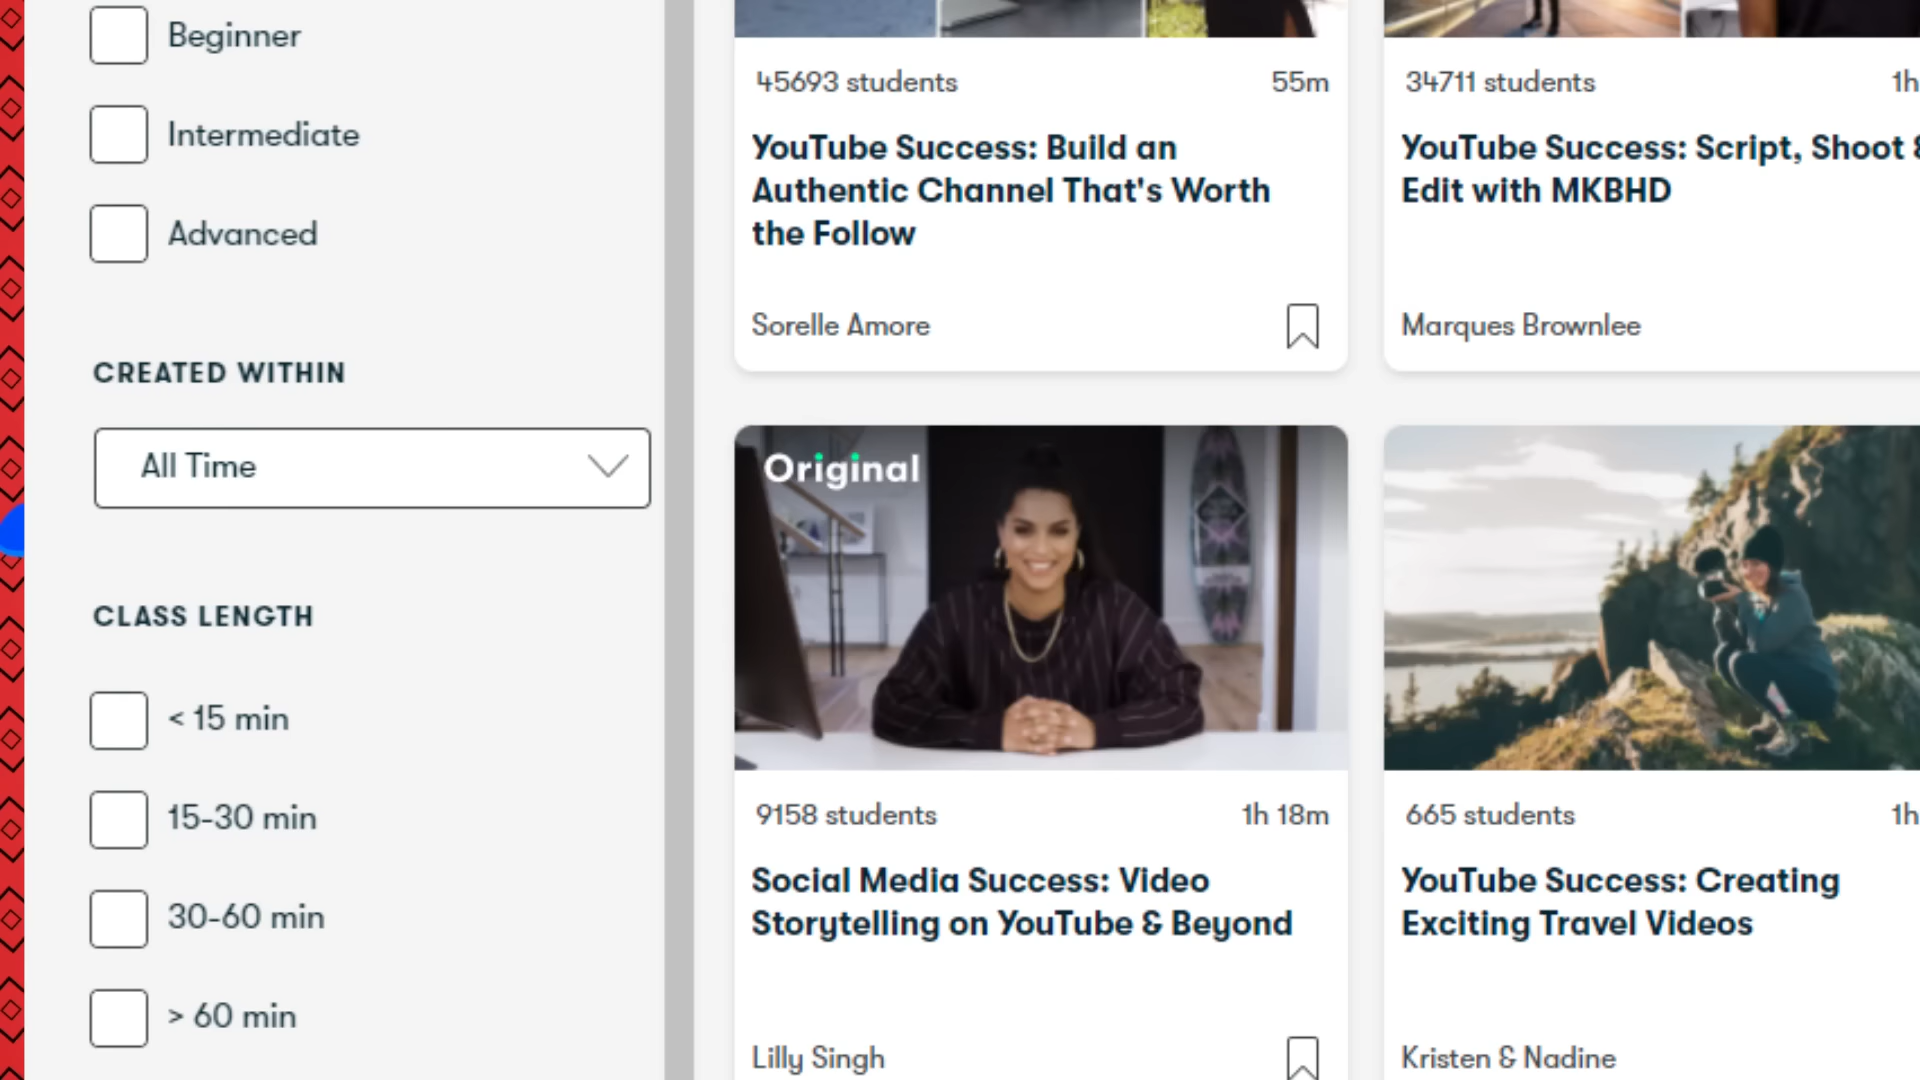 Beginner
Intermediate
Advanced
CREATED WITHIN
All Time
CLASS LENGTH
< 15 min
15-30 min
30-60 min
> 60 min
45693 students 55m
YouTube Success: Build an
Authentic Channel That's Worth
the Follow
Sorelle Amore
34711 students 1h
YouTube Success: Script, Shoot &
Edit with MKBHD
Marques Brownlee
Original
9158 students 1h 18m
Social Media Success: Video
Storytelling on YouTube & Beyond
Lilly Singh
665 students 1h
YouTube Success: Creating
Exciting Travel Videos
Kristen & Nadine